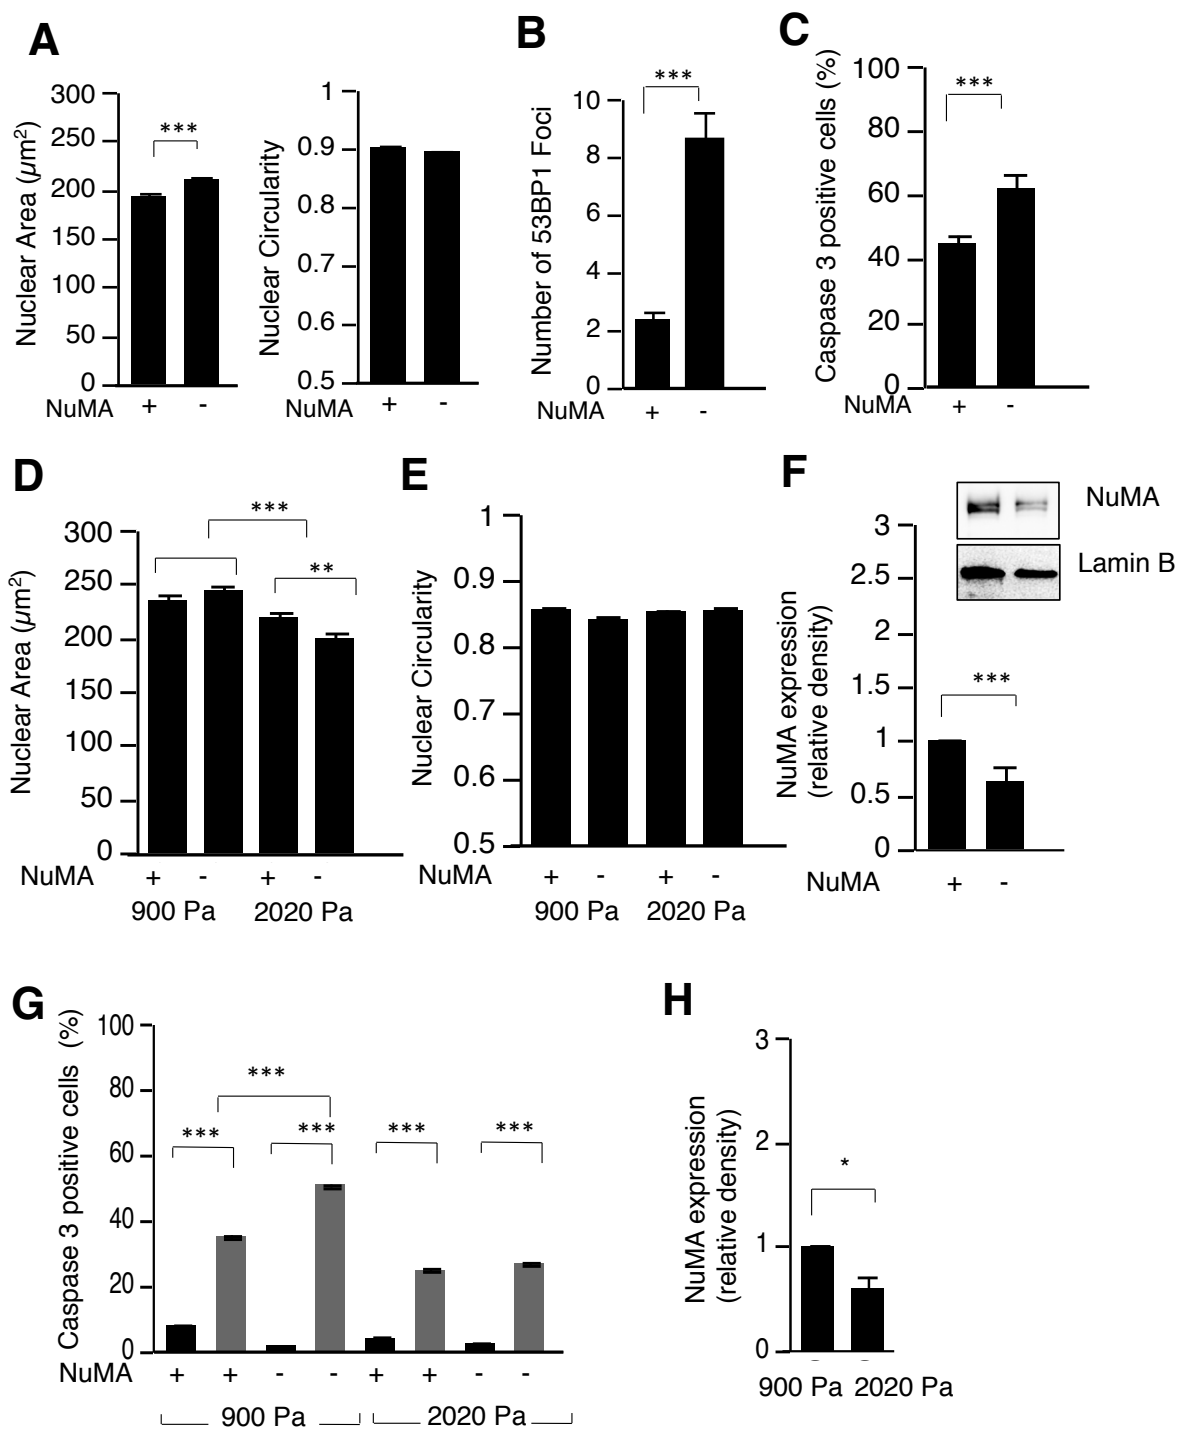 A
Nuclear Area (μm²)
300
250
200
150
100
50
0
***
NuMA + -
Nuclear Circularity
1
0.9
0.8
0.7
0.6
0.5
NuMA + -
B
Number of 53BP1 Foci
10
8
6
4
2
0
***
NuMA + -
C
Caspase 3 positive cells (%)
100
80
60
40
20
0
***
NuMA + -
D
Nuclear Area (μm²)
300
250
200
150
100
50
0
***
**
NuMA + - + -
900 Pa 2020 Pa
E
Nuclear Circularity
1
0.9
0.8
0.7
0.6
0.5
NuMA + - + -
900 Pa 2020 Pa
F
NuMA
Lamin B
NuMA expression
(relative density)
3
2.5
2
1.5
1
0.5
0
***
NuMA + -
G
Caspase 3 positive cells (%)
100
80
60
40
20
0
***
*** *** *** ***
NuMA + + - - + + - -
900 Pa 2020 Pa
H
NuMA expression
(relative density)
3
2
1
0
*
900 Pa 2020 Pa